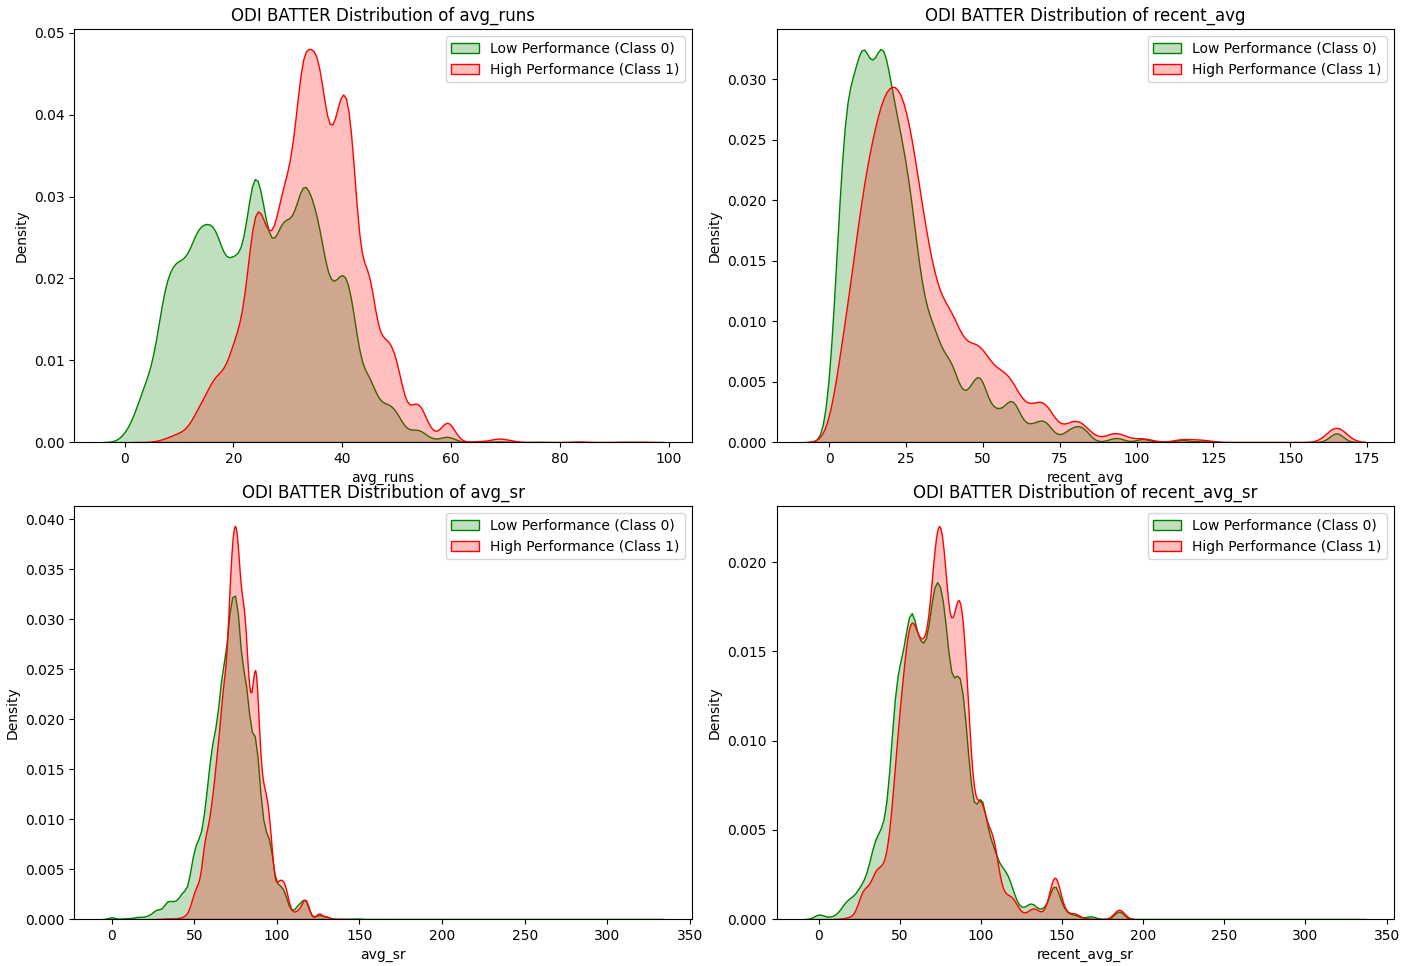 ODI BATTER Distribution of avg_runs
Low Performance (Class 0)
High Performance (Class 1)
Density
0.05
0.04
0.03
0.02
0.01
0.00
0 20 40 60 80 100
avg_runs
ODI BATTER Distribution of recent_avg
Low Performance (Class 0)
High Performance (Class 1)
Density
0.030
0.025
0.020
0.015
0.010
0.005
0.000
0 25 50 75 100 125 150 175
recent_avg
ODI BATTER Distribution of avg_sr
Low Performance (Class 0)
High Performance (Class 1)
Density
0.040
0.035
0.030
0.025
0.020
0.015
0.010
0.005
0.000
0 50 100 150 200 250 300 350
avg_sr
ODI BATTER Distribution of recent_avg_sr
Low Performance (Class 0)
High Performance (Class 1)
Density
0.020
0.015
0.010
0.005
0.000
0 50 100 150 200 250 300 350
recent_avg_sr